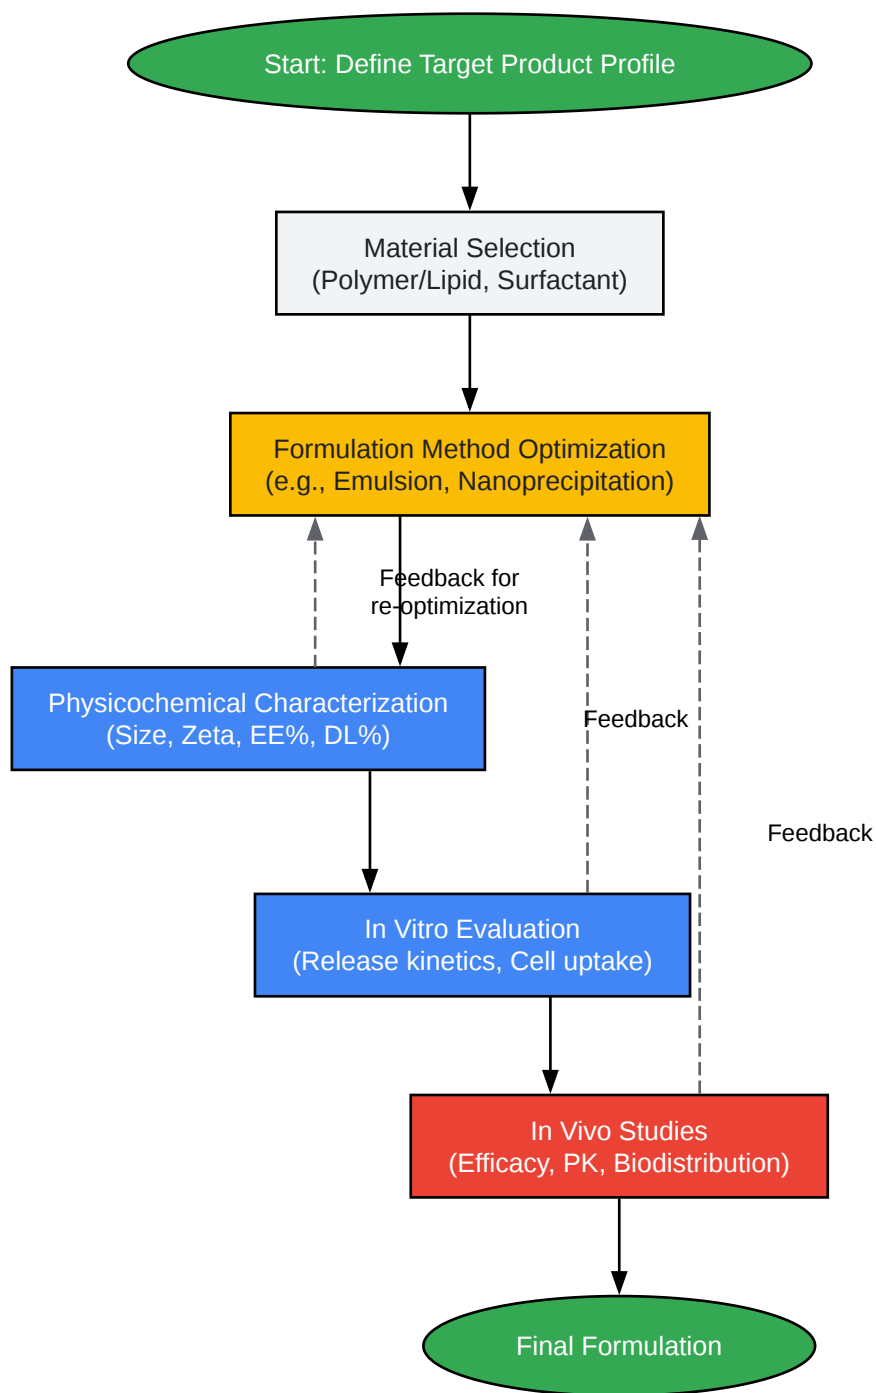 Start: Define Target Product Profile
Material Selection
(Polymer/Lipid, Surfactant)
Formulation Method Optimization
(e.g., Emulsion, Nanoprecipitation)
Feedback for
re-optimization
Physicochemical Characterization
(Size, Zeta, EE%, DL%)
Feedback
Feedback
In Vitro Evaluation
(Release kinetics, Cell uptake)
In Vivo Studies
(Efficacy, PK, Biodistribution)
Final Formulation